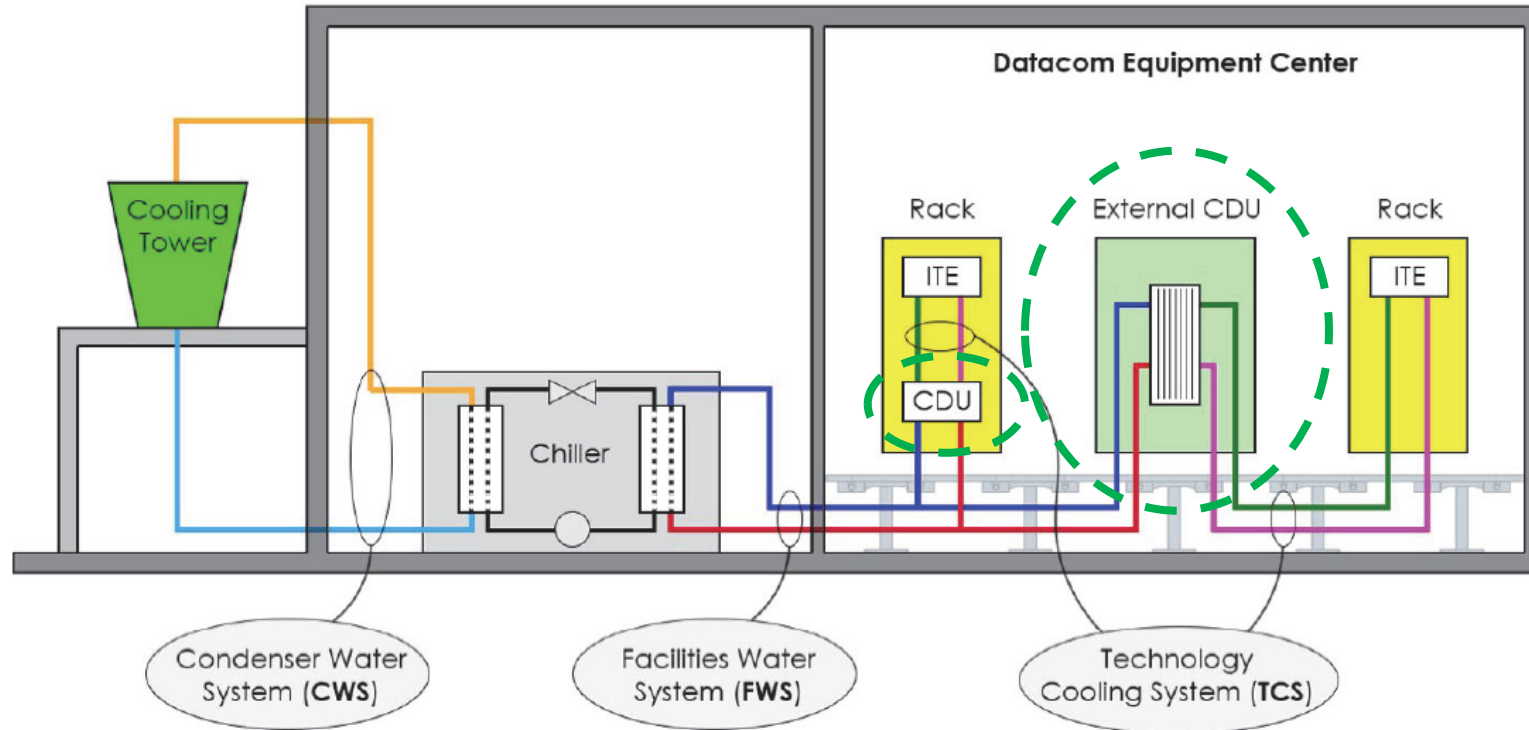 Datacom Equipment Center
Cooling
Tower
Rack
External CDU
Rack
ITE
ITE
CDU
Chiller
Condenser Water
System (CWS)
Facilities Water
System (FWS)
Technology
Cooling System (TCS)